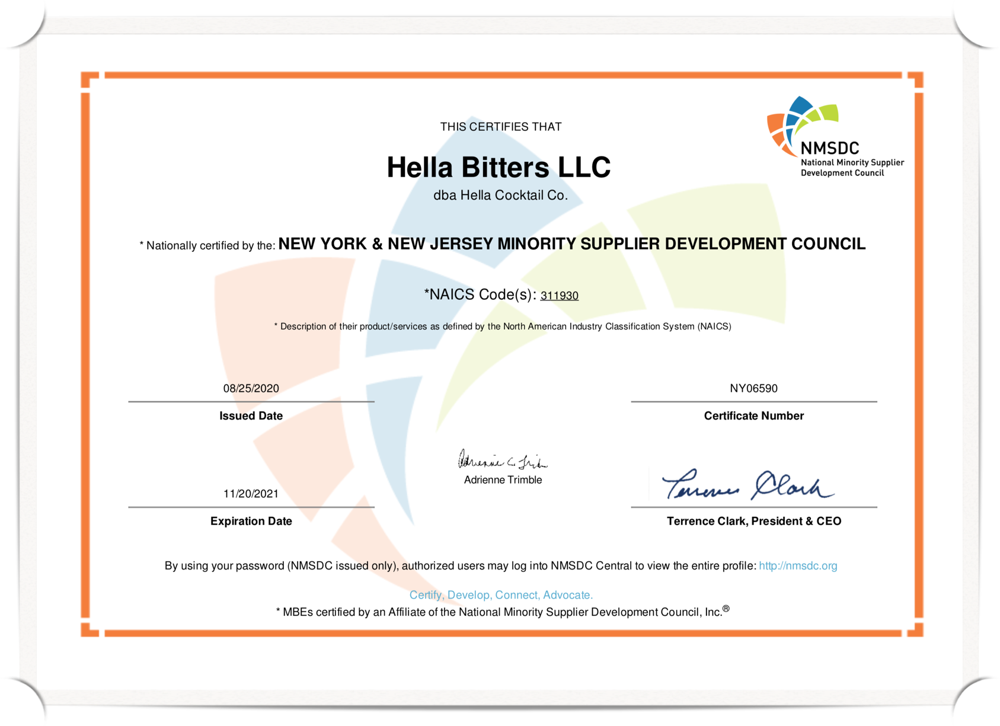 THIS CERTIFIES THAT
NMSDC
National Minority Supplier
Development Council
Hella Bitters LLC
dba Hella Cocktail Co.
* Nationally certified by the: NEW YORK & NEW JERSEY MINORITY SUPPLIER DEVELOPMENT COUNCIL
*NAICS Code(s): 311930
* Description of their product/services as defined by the North American Industry Classification System (NAICS)
08/25/2020
Issued Date
NY06590
Certificate Number
Adrienne C. Trimble
Adrienne Trimble
11/20/2021
Expiration Date
Terrence Clark
Terrence Clark, President & CEO
By using your password (NMSDC issued only), authorized users may log into NMSDC Central to view the entire profile: http://nmsdc.org
Certify, Develop, Connect, Advocate.
* MBEs certified by an Affiliate of the National Minority Supplier Development Council, Inc.®